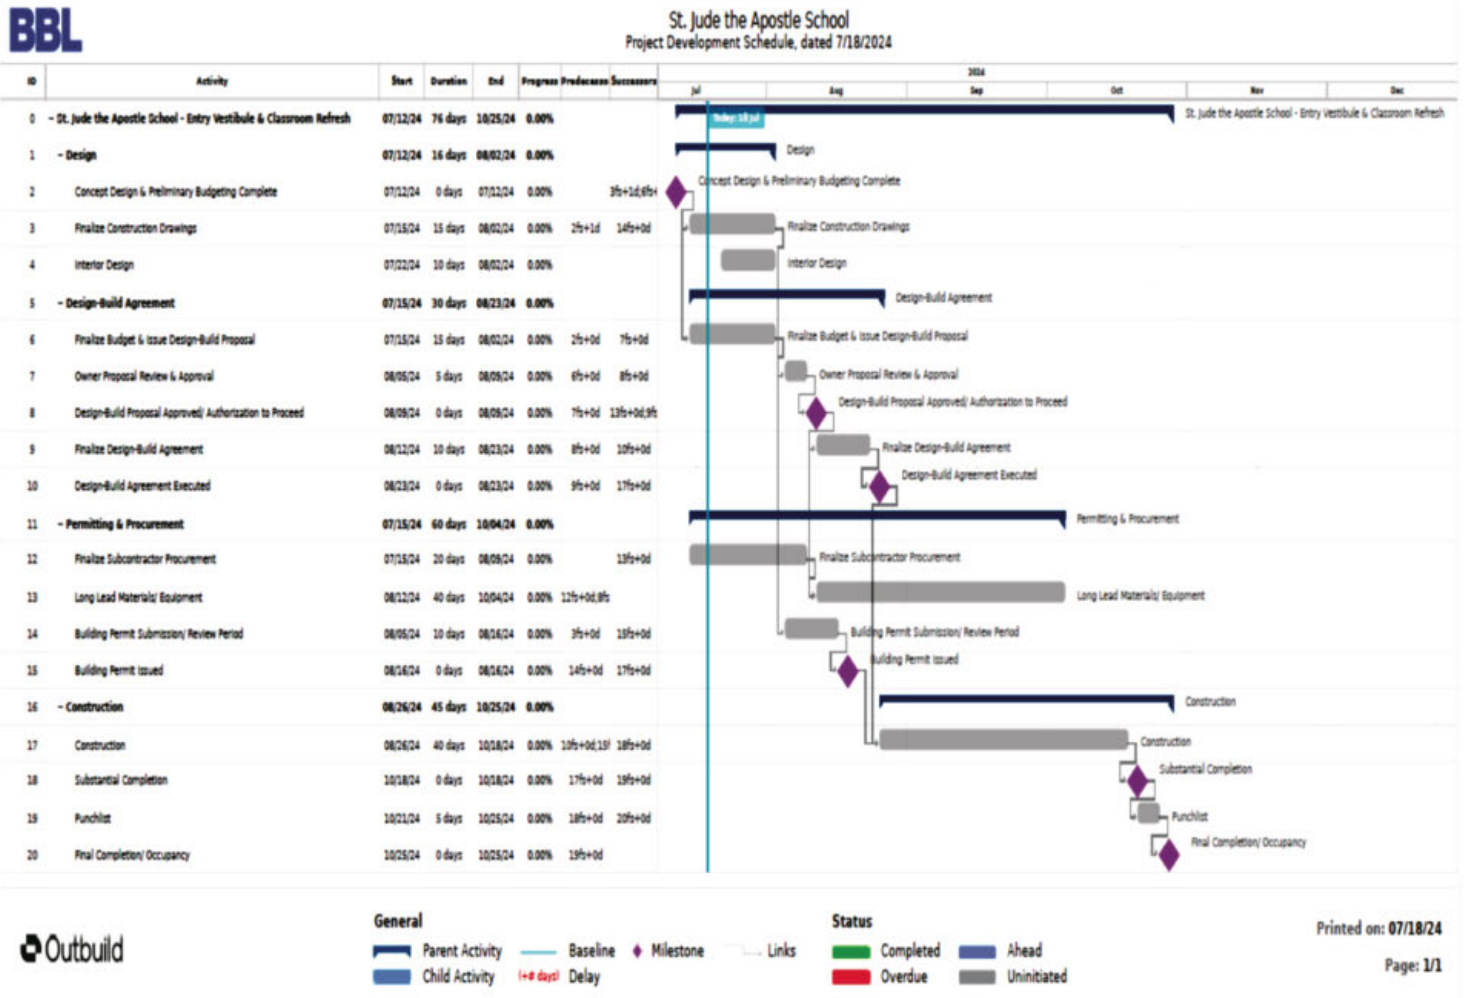 BBL
St. Jude the Apostle School
Project Development Schedule, dated 7/18/2024
ID Activity Start Duration End Progress Predecessors Successors
2024
Jul Aug Sep Oct Nov Dec
Today: 18 Jul
0 - St. Jude the Apostle School - Entry Vestibule & Classroom Refresh 07/12/24 76 days 10/25/24 0.00% St. Jude the Apostle School - Entry Vestibule & Classroom Refresh
1 - Design 07/12/24 16 days 08/02/24 0.00% Design
2 Concept Design & Preliminary Budgeting Complete 07/12/24 0 days 07/12/24 0.00% 3fs+1d;6fs+ Concept Design & Preliminary Budgeting Complete
3 Finalize Construction Drawings 07/15/24 15 days 08/02/24 0.00% 2fs+1d 14fs+0d Finalize Construction Drawings
4 Interior Design 07/22/24 10 days 08/02/24 0.00% Interior Design
5 - Design-Build Agreement 07/15/24 30 days 08/23/24 0.00% Design-Build Agreement
6 Finalize Budget & Issue Design-Build Proposal 07/15/24 15 days 08/02/24 0.00% 2fs+0d 7fs+0d Finalize Budget & Issue Design-Build Proposal
7 Owner Proposal Review & Approval 08/05/24 5 days 08/09/24 0.00% 6fs+0d 8fs+0d Owner Proposal Review & Approval
8 Design-Build Proposal Approved/ Authorization to Proceed 08/09/24 0 days 08/09/24 0.00% 7fs+0d 13fs+0d;9fs Design-Build Proposal Approved/ Authorization to Proceed
9 Finalize Design-Build Agreement 08/12/24 10 days 08/23/24 0.00% 8fs+0d 10fs+0d Finalize Design-Build Agreement
10 Design-Build Agreement Executed 08/23/24 0 days 08/23/24 0.00% 9fs+0d 17fs+0d Design-Build Agreement Executed
11 - Permitting & Procurement 07/15/24 60 days 10/04/24 0.00% Permitting & Procurement
12 Finalize Subcontractor Procurement 07/15/24 20 days 08/09/24 0.00% 13fs+0d Finalize Subcontractor Procurement
13 Long Lead Materials/ Equipment 08/12/24 40 days 10/04/24 0.00% 12fs+0d;8fs Long Lead Materials/ Equipment
14 Building Permit Submission/ Review Period 08/05/24 10 days 08/16/24 0.00% 3fs+0d 15fs+0d Building Permit Submission/ Review Period
15 Building Permit Issued 08/16/24 0 days 08/16/24 0.00% 14fs+0d 17fs+0d Building Permit Issued
16 - Construction 08/26/24 45 days 10/25/24 0.00% Construction
17 Construction 08/26/24 40 days 10/18/24 0.00% 10fs+0d;15f 18fs+0d Construction
18 Substantial Completion 10/18/24 0 days 10/18/24 0.00% 17fs+0d 19fs+0d Substantial Completion
19 Punchlist 10/21/24 5 days 10/25/24 0.00% 18fs+0d 20fs+0d Punchlist
20 Final Completion/ Occupancy 10/25/24 0 days 10/25/24 0.00% 19fs+0d Final Completion/ Occupancy
Outbuild
General
Parent Activity Baseline Milestone Links
Child Activity (+# days) Delay
Status
Completed Ahead
Overdue Uninitiated
Printed on: 07/18/24
Page: 1/1